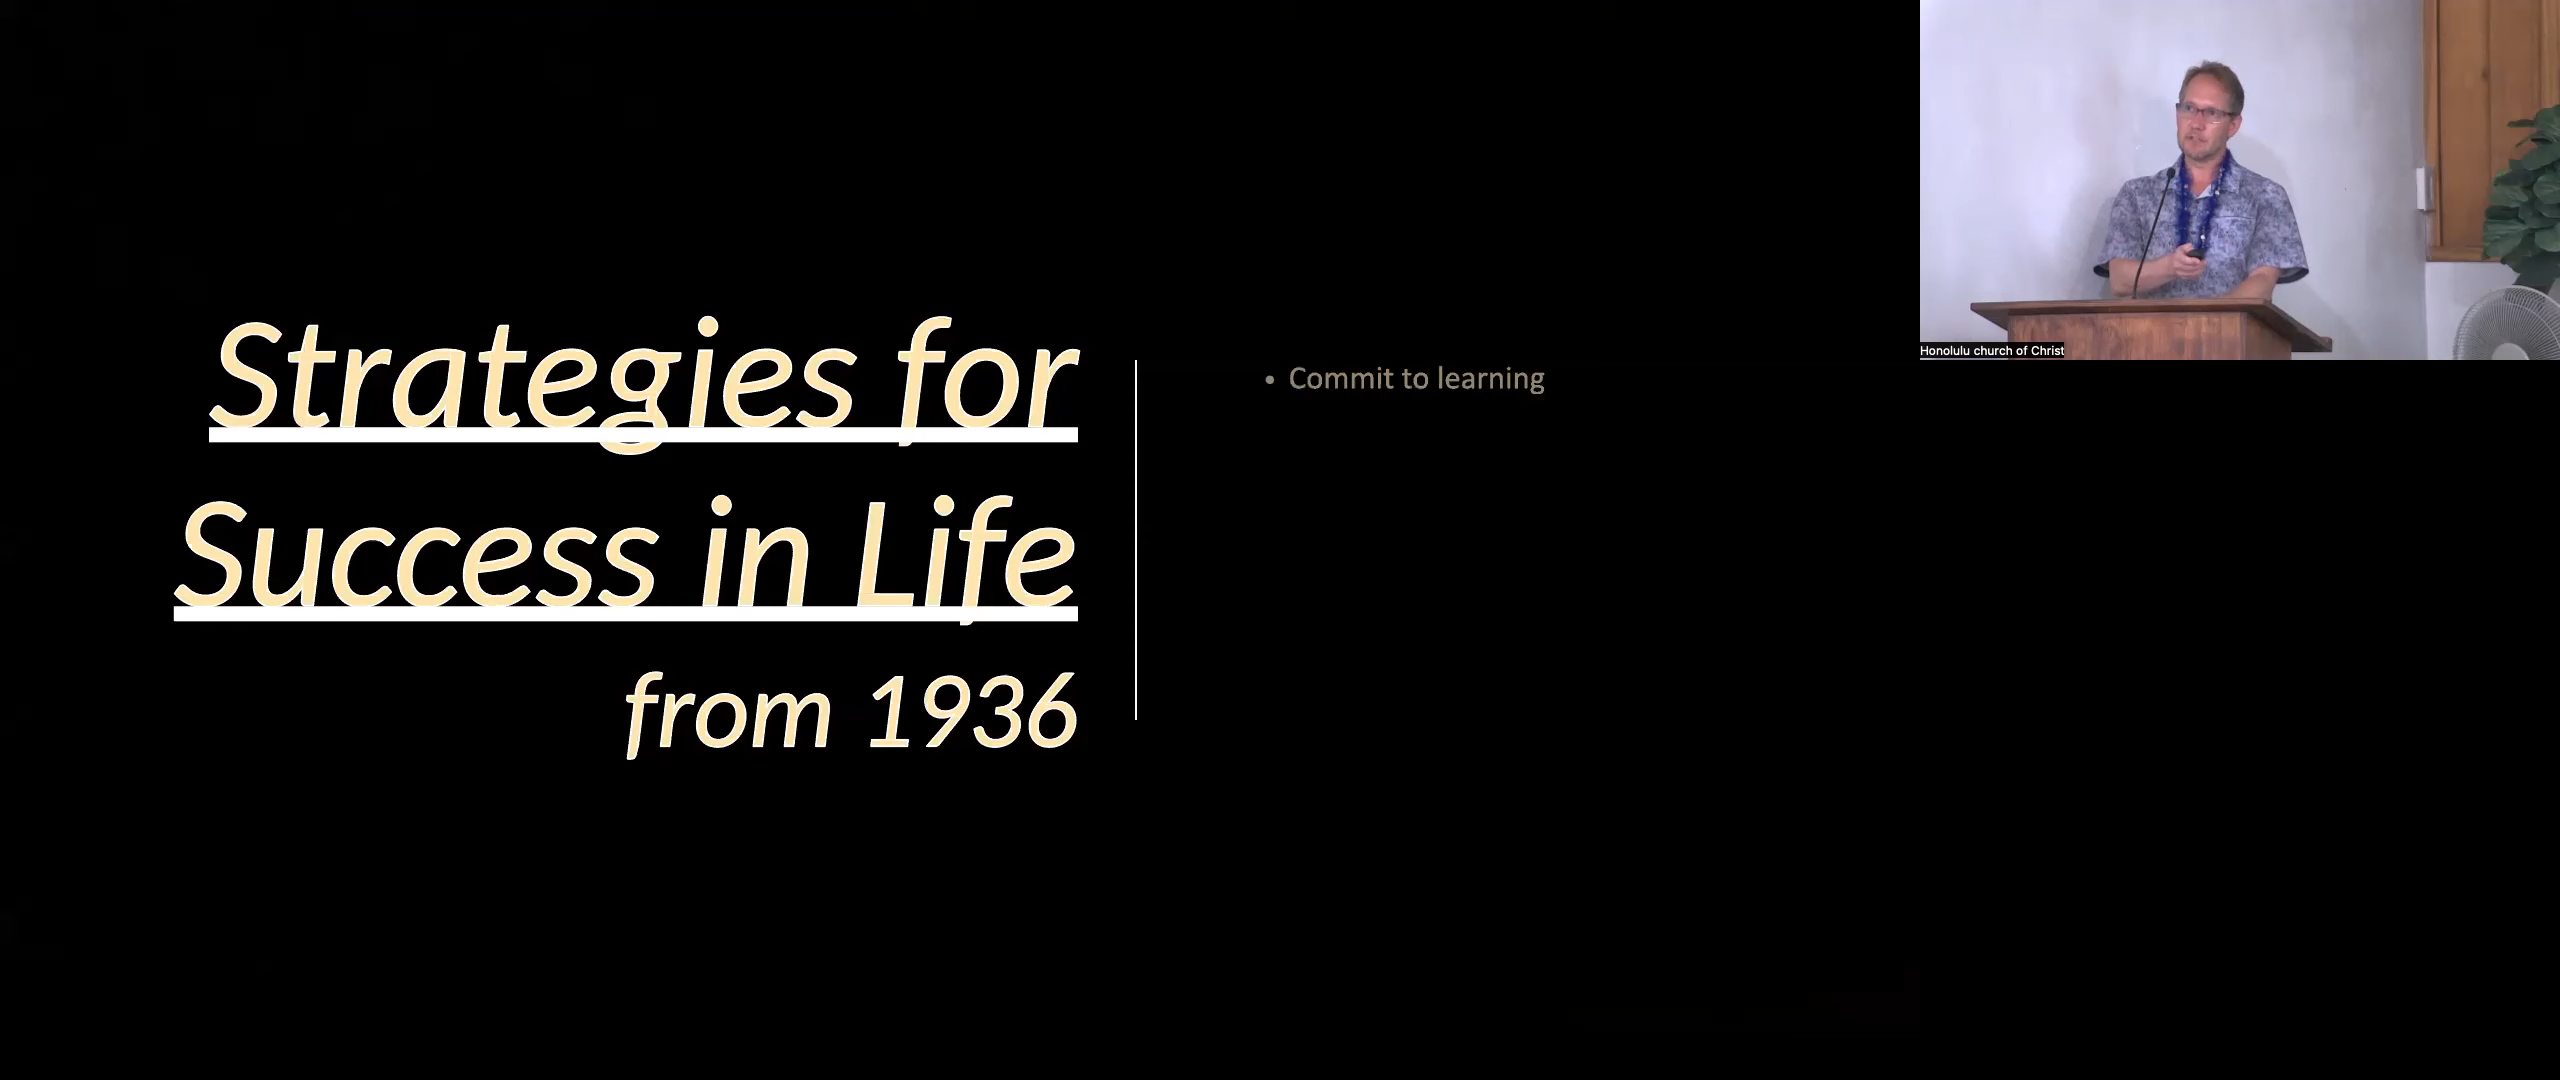 Strategies for
Success in Life
from 1936
• Commit to learning
Honolulu church of Christ